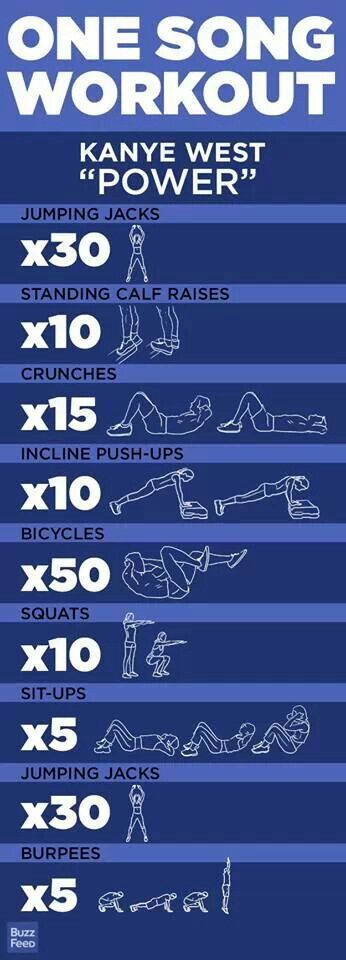 ONE SONG
WORKOUT
KANYE WEST
“POWER”
JUMPING JACKS
x30
STANDING CALF RAISES
x10
CRUNCHES
x15
INCLINE PUSH-UPS
x10
BICYCLES
x50
SQUATS
x10
SIT-UPS
x5
JUMPING JACKS
x30
BURPEES
x5
Buzz
FeeD